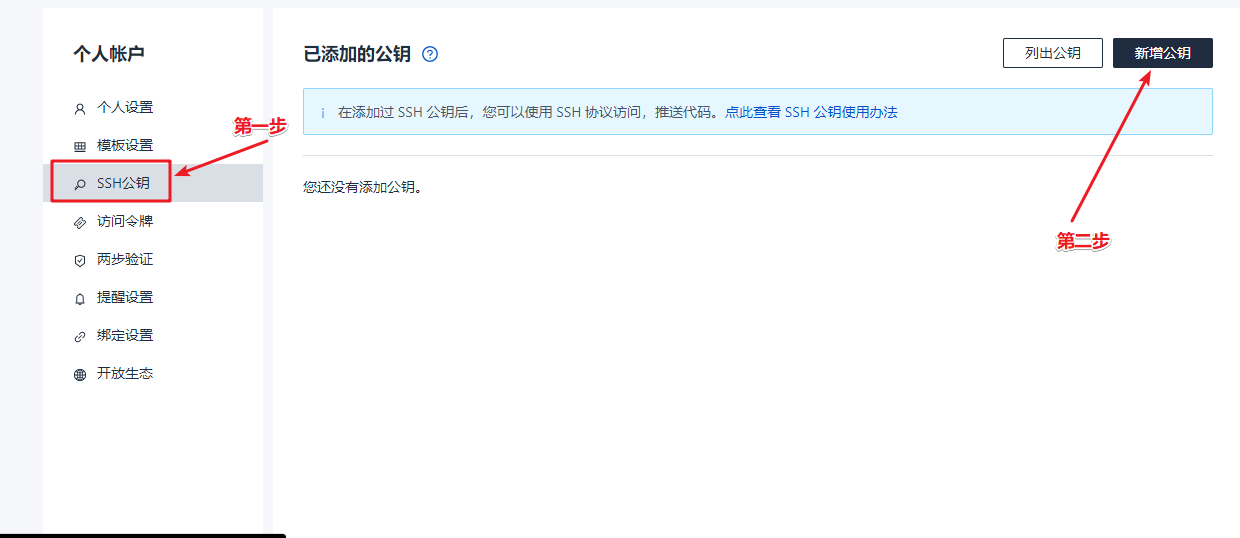 个人帐户
个人设置
模板设置
SSH公钥
访问令牌
两步验证
提醒设置
绑定设置
开放生态
第一步
已添加的公钥
列出公钥
新增公钥
在添加过 SSH 公钥后，您可以使用 SSH 协议访问，推送代码。点此查看 SSH 公钥使用办法
您还没有添加公钥。
第二步